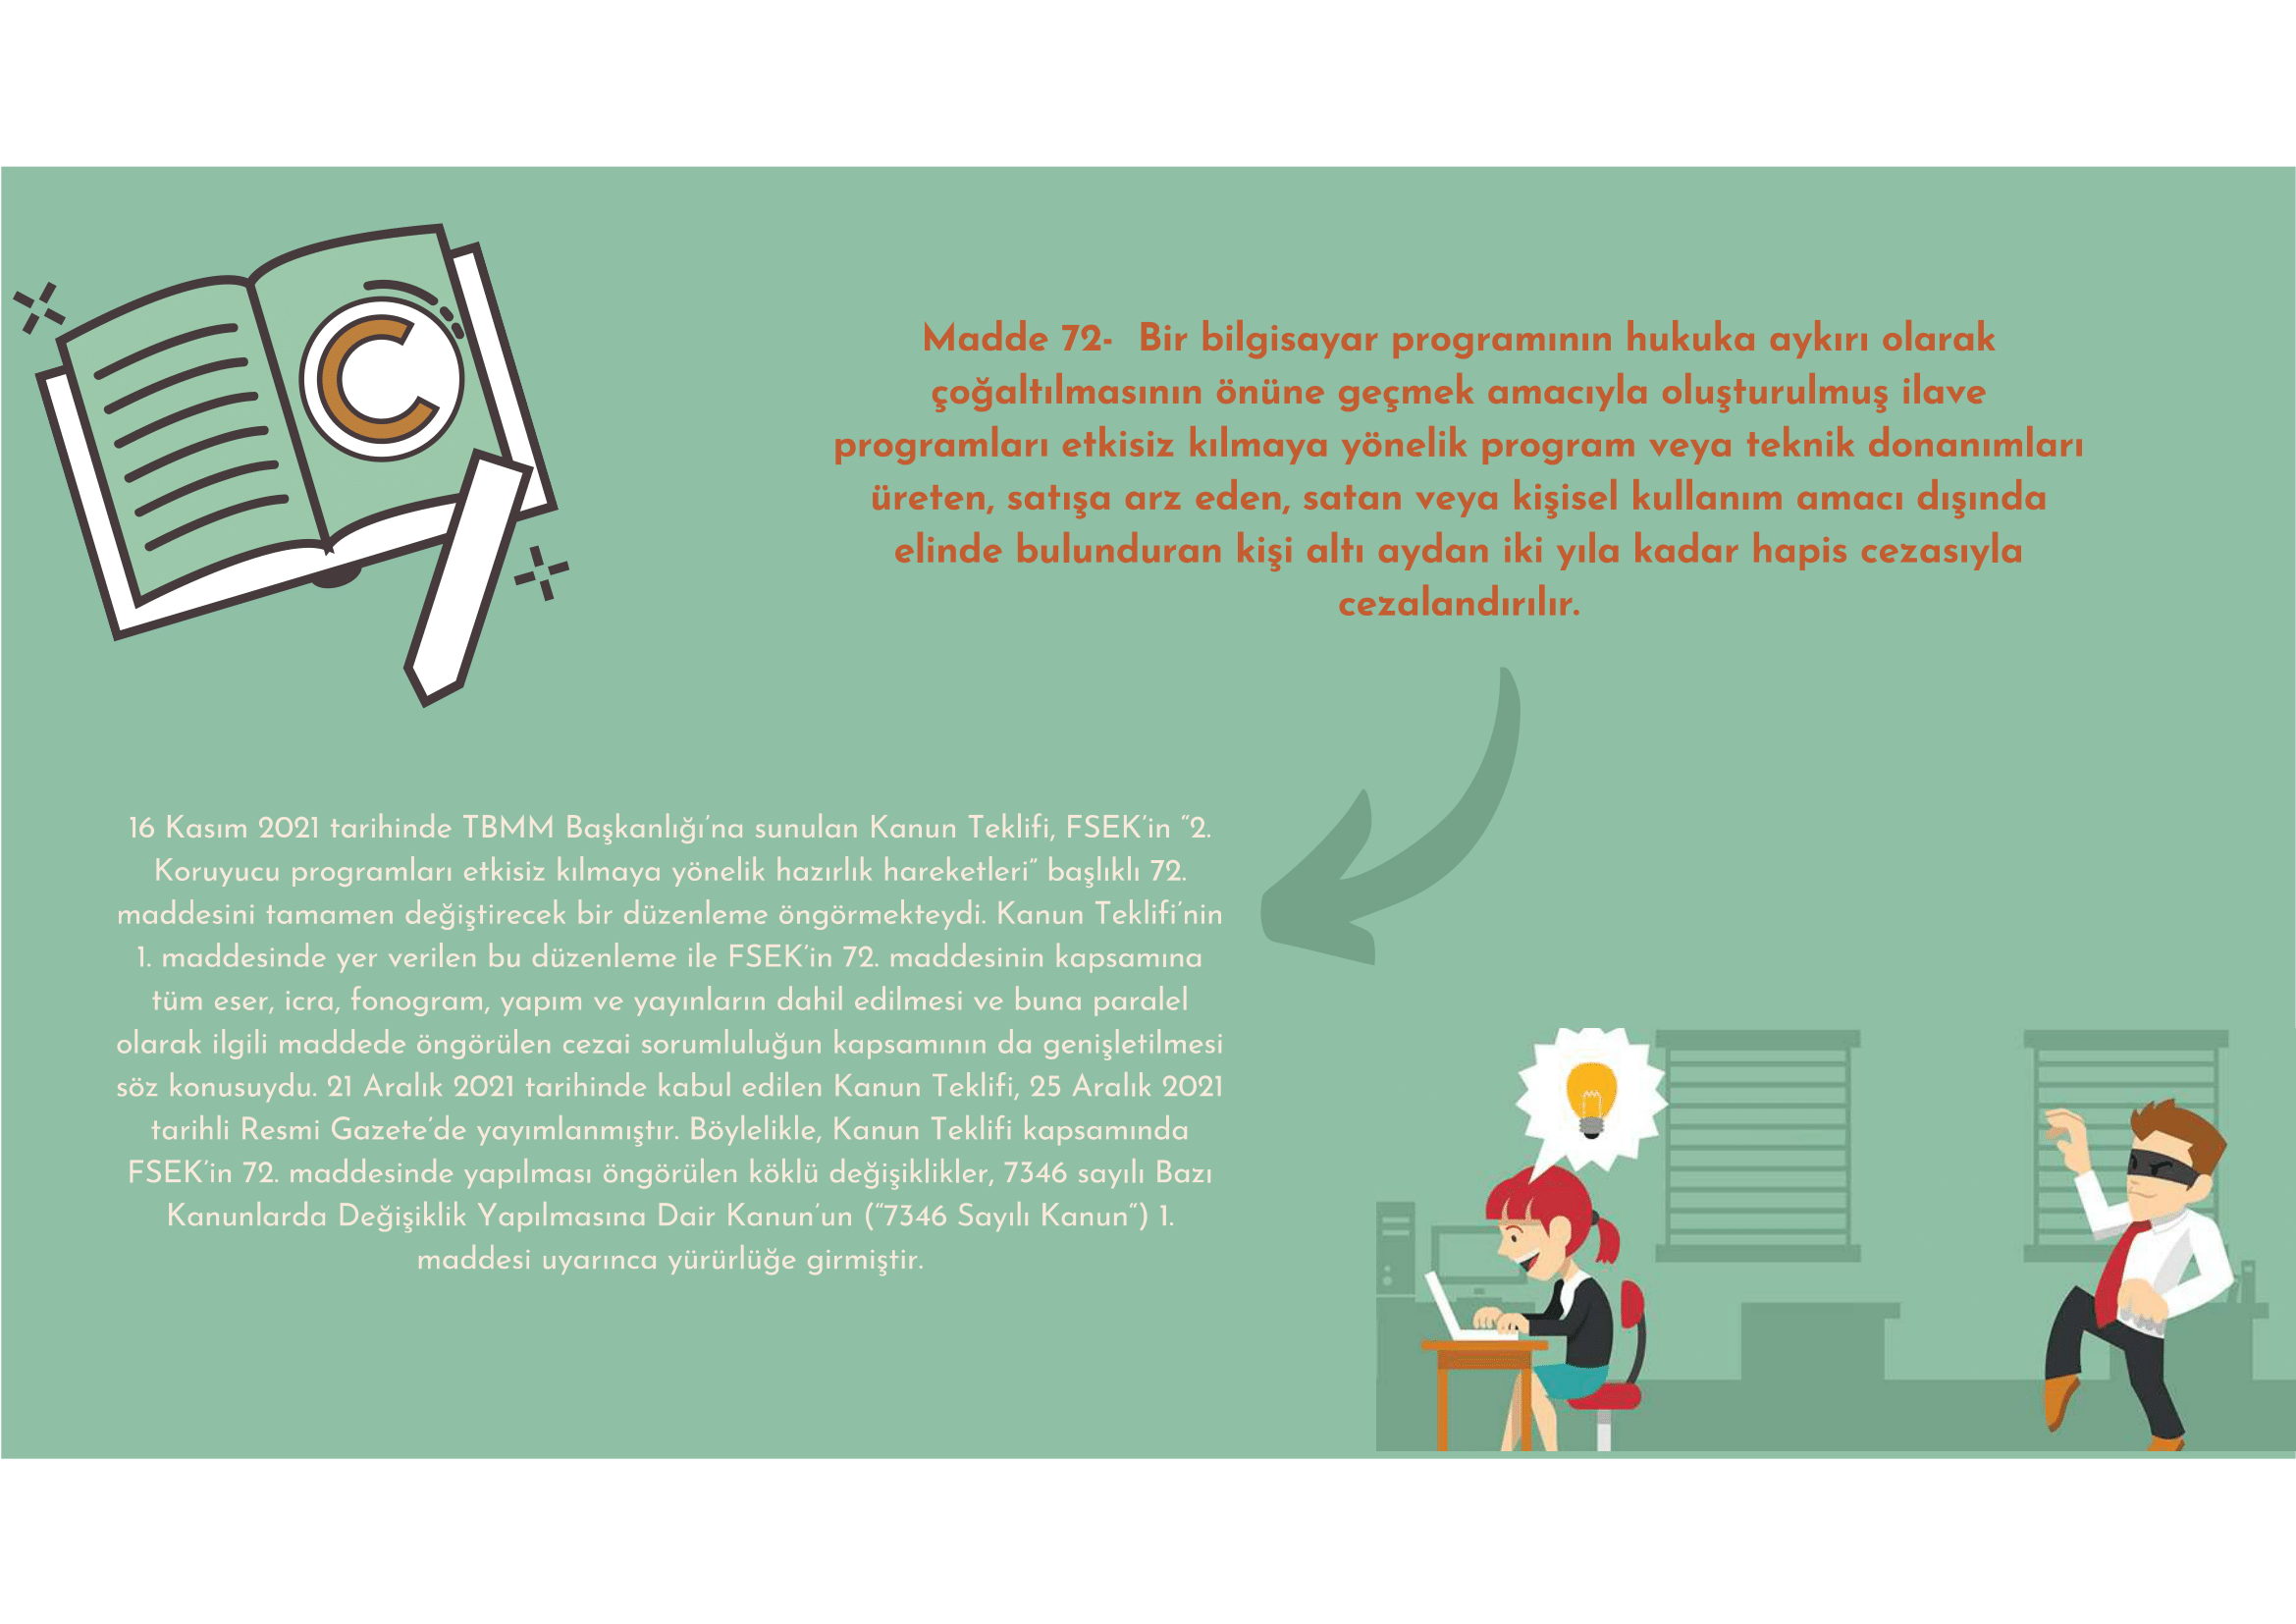 Madde 72-  Bir bilgisayar programının hukuka aykırı olarak
çoğaltılmasının önüne geçmek amacıyla oluşturulmuş ilave
programları etkisiz kılmaya yönelik program veya teknik donanımları
üreten, satışa arz eden, satan veya kişisel kullanım amacı dışında
elinde bulunduran kişi altı aydan iki yıla kadar hapis cezasıyla
cezalandırılır.
16 Kasım 2021 tarihinde TBMM Başkanlığı’na sunulan Kanun Teklifi, FSEK’in “2.
Koruyucu programları etkisiz kılmaya yönelik hazırlık hareketleri” başlıklı 72.
maddesini tamamen değiştirecek bir düzenleme öngörmekteydi. Kanun Teklifi’nin
1. maddesinde yer verilen bu düzenleme ile FSEK’in 72. maddesinin kapsamına
tüm eser, icra, fonogram, yapım ve yayınların dahil edilmesi ve buna paralel
olarak ilgili maddede öngörülen cezai sorumluluğun kapsamının da genişletilmesi
söz konusuydu. 21 Aralık 2021 tarihinde kabul edilen Kanun Teklifi, 25 Aralık 2021
tarihli Resmi Gazete’de yayımlanmıştır. Böylelikle, Kanun Teklifi kapsamında
FSEK’in 72. maddesinde yapılması öngörülen köklü değişiklikler, 7346 sayılı Bazı
Kanunlarda Değişiklik Yapılmasına Dair Kanun’un (“7346 Sayılı Kanun”) 1.
maddesi uyarınca yürürlüğe girmiştir.